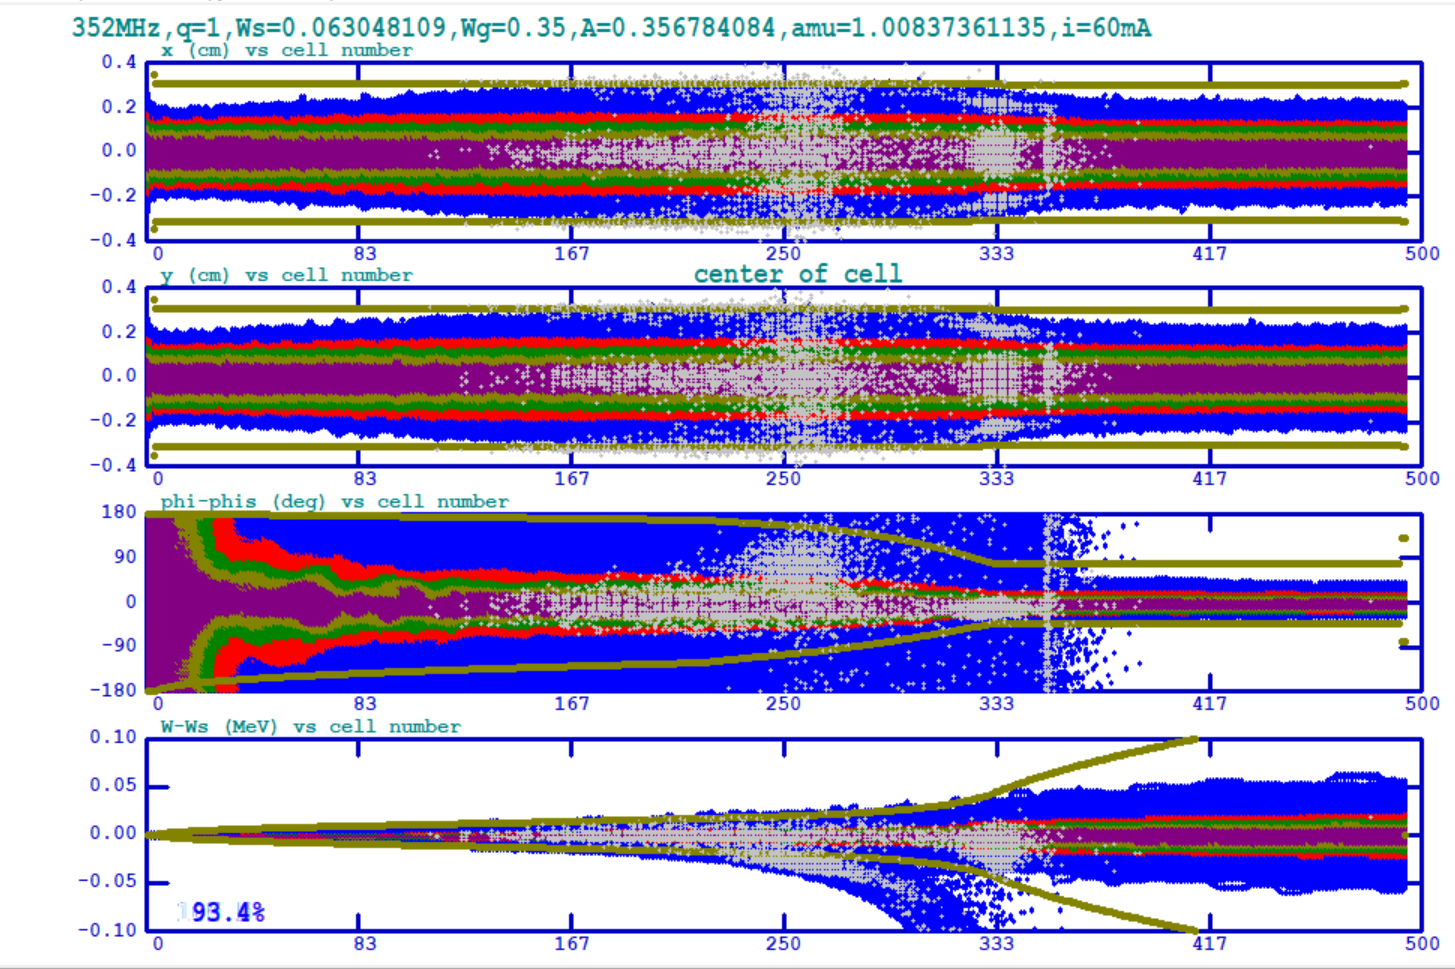 352MHz,q=1,Ws=0.063048109,Wg=0.35,A=0.356784084,amu=1.00837361135,i=60mA
x (cm) vs cell number
0.4
0.2
0.0
-0.2
-0.4
0 83 167 250 333 417 500
y (cm) vs cell number center of cell
0.4
0.2
0.0
-0.2
-0.4
0 83 167 250 333 417 500
phi-phis (deg) vs cell number
180
90
0
-90
-180
0 83 167 250 333 417 500
W-Ws (MeV) vs cell number
0.10
0.05
0.00
-0.05
93.4%
-0.10
0 83 167 250 333 417 500